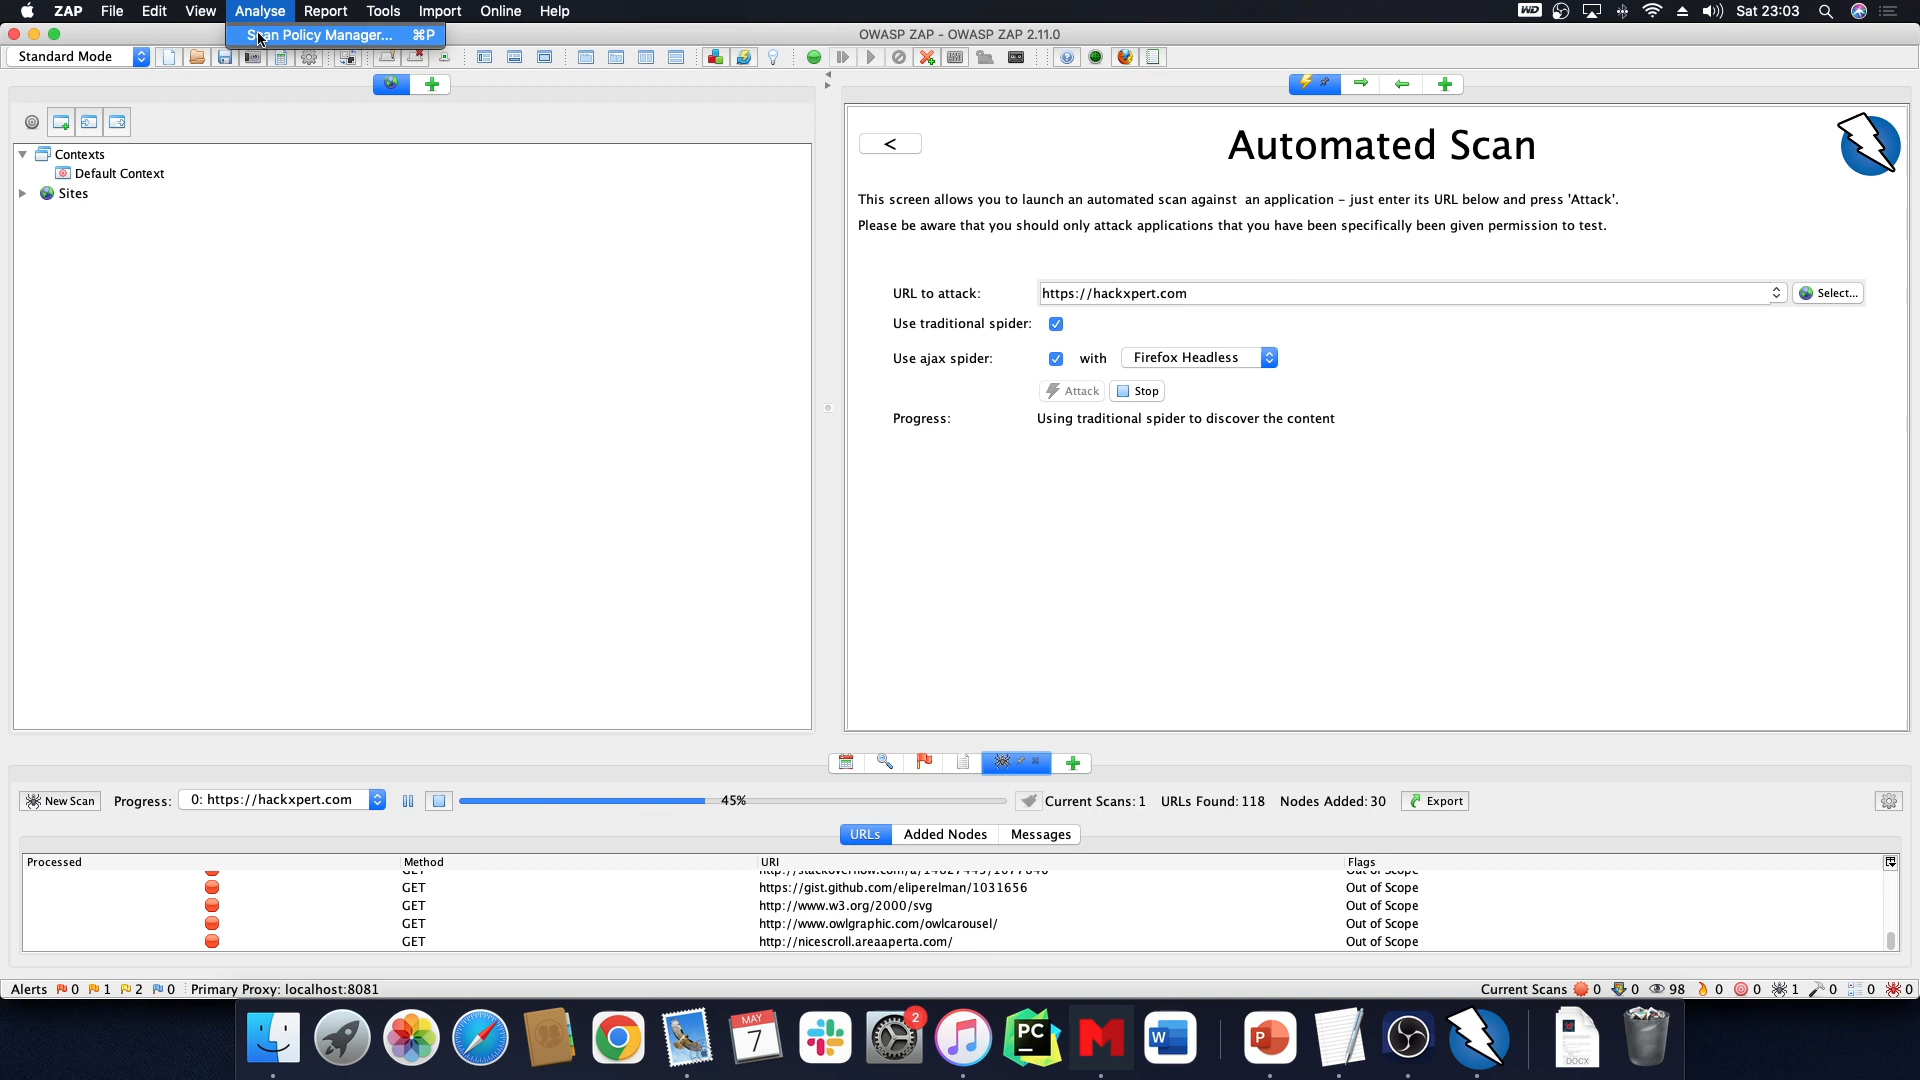 ZAP File Edit View Analyse Report Tools Import Online Help
WD Sat 23:03
Scan Policy Manager... ⌘P
OWASP ZAP - OWASP ZAP 2.11.0
Standard Mode
Contexts
Default Context
Sites
<
Automated Scan
This screen allows you to launch an automated scan against an application - just enter its URL below and press 'Attack'.
Please be aware that you should only attack applications that you have been specifically been given permission to test.
URL to attack: https://hackxpert.com Select...
Use traditional spider:
Use ajax spider: with Firefox Headless
Attack Stop
Progress: Using traditional spider to discover the content
New Scan Progress: 0: https://hackxpert.com 45% Current Scans: 1 URLs Found: 118 Nodes Added: 30 Export
URLs Added Nodes Messages
Processed Method URI Flags
GET Out of Scope
GET https://gist.github.com/eliperelman/1031656 Out of Scope
GET http://www.w3.org/2000/svg Out of Scope
GET http://www.owlgraphic.com/owlcarousel/ Out of Scope
GET http://nicescroll.areaaperta.com/ Out of Scope
Alerts 0 1 2 0 Primary Proxy: localhost:8081 Current Scans 0 0 98 0 0 1 0 0 0
MAY
7
2
PC
W
P
DOCX